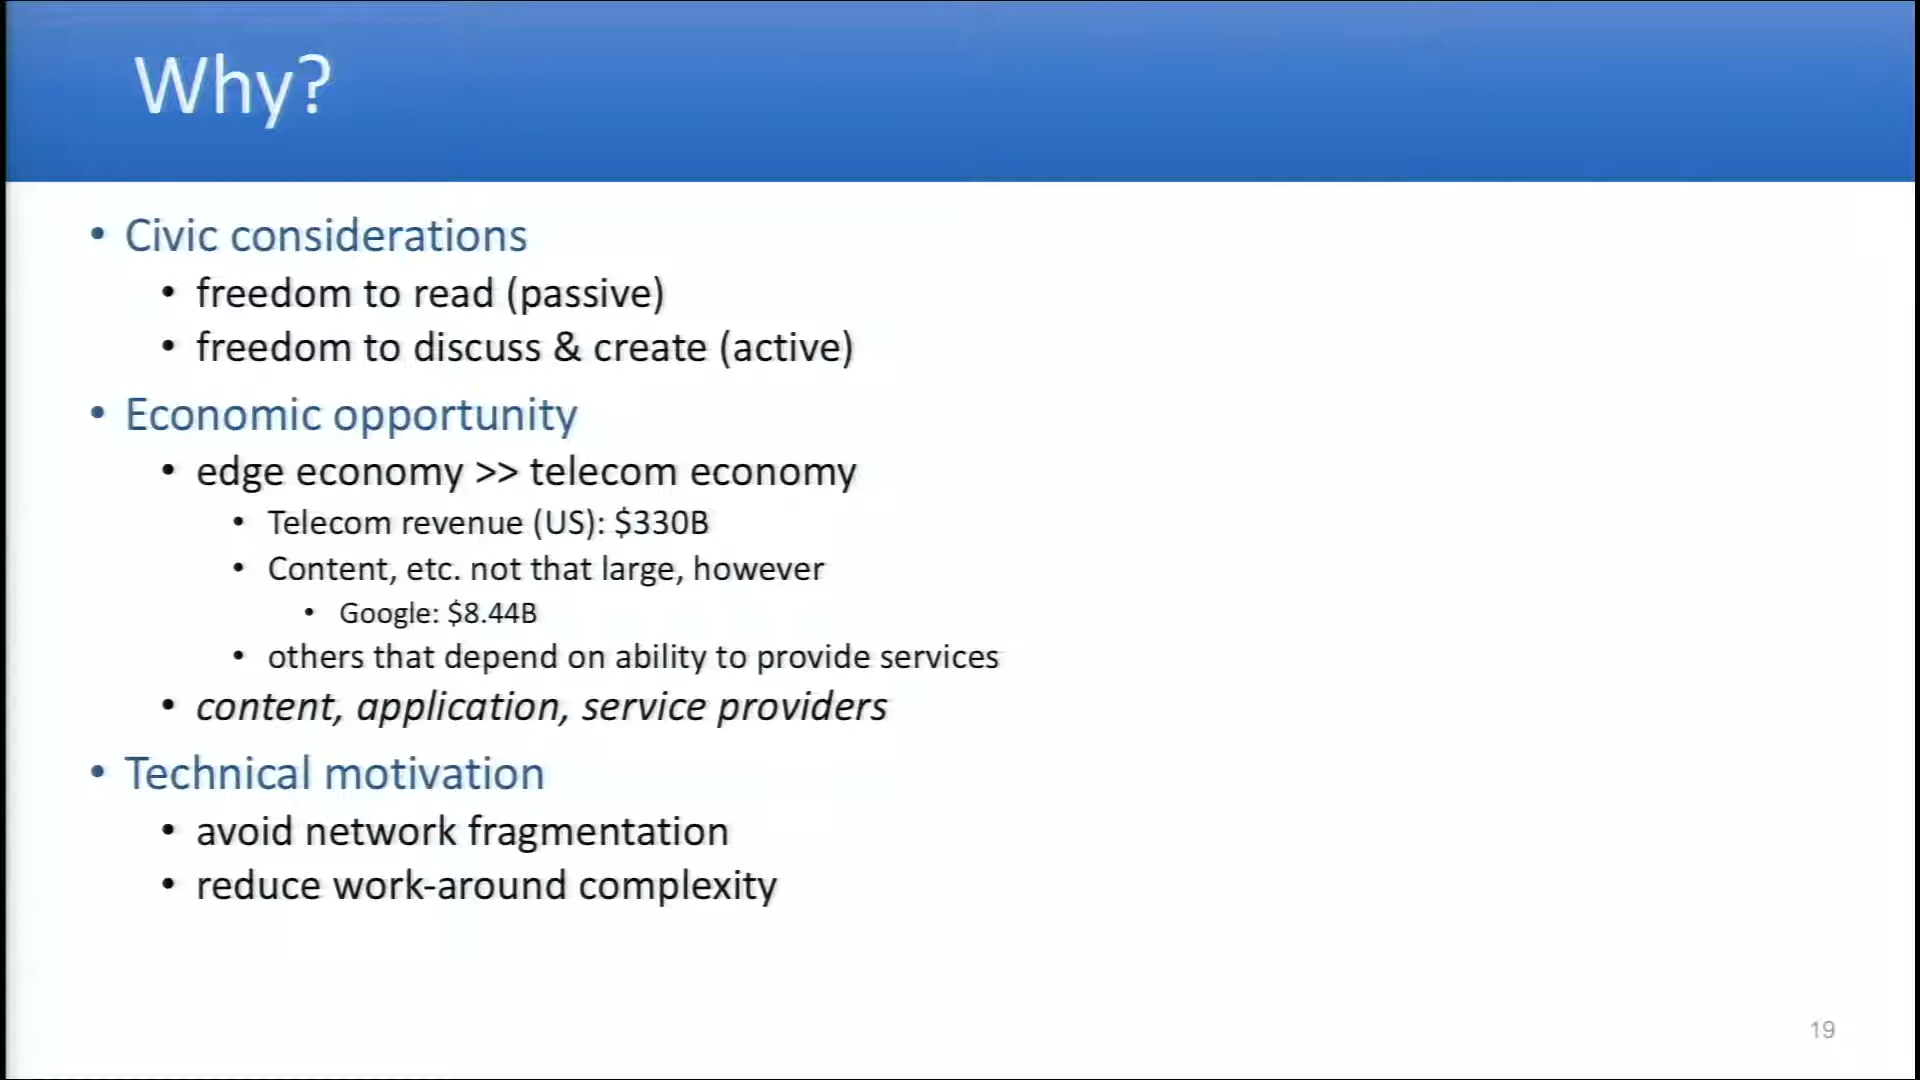 Why?
• Civic considerations
• freedom to read (passive)
• freedom to discuss & create (active)
• Economic opportunity
• edge economy >> telecom economy
• Telecom revenue (US): $330B
• Content, etc. not that large, however
• Google: $8.44B
• others that depend on ability to provide services
• content, application, service providers
• Technical motivation
• avoid network fragmentation
• reduce work-around complexity
19